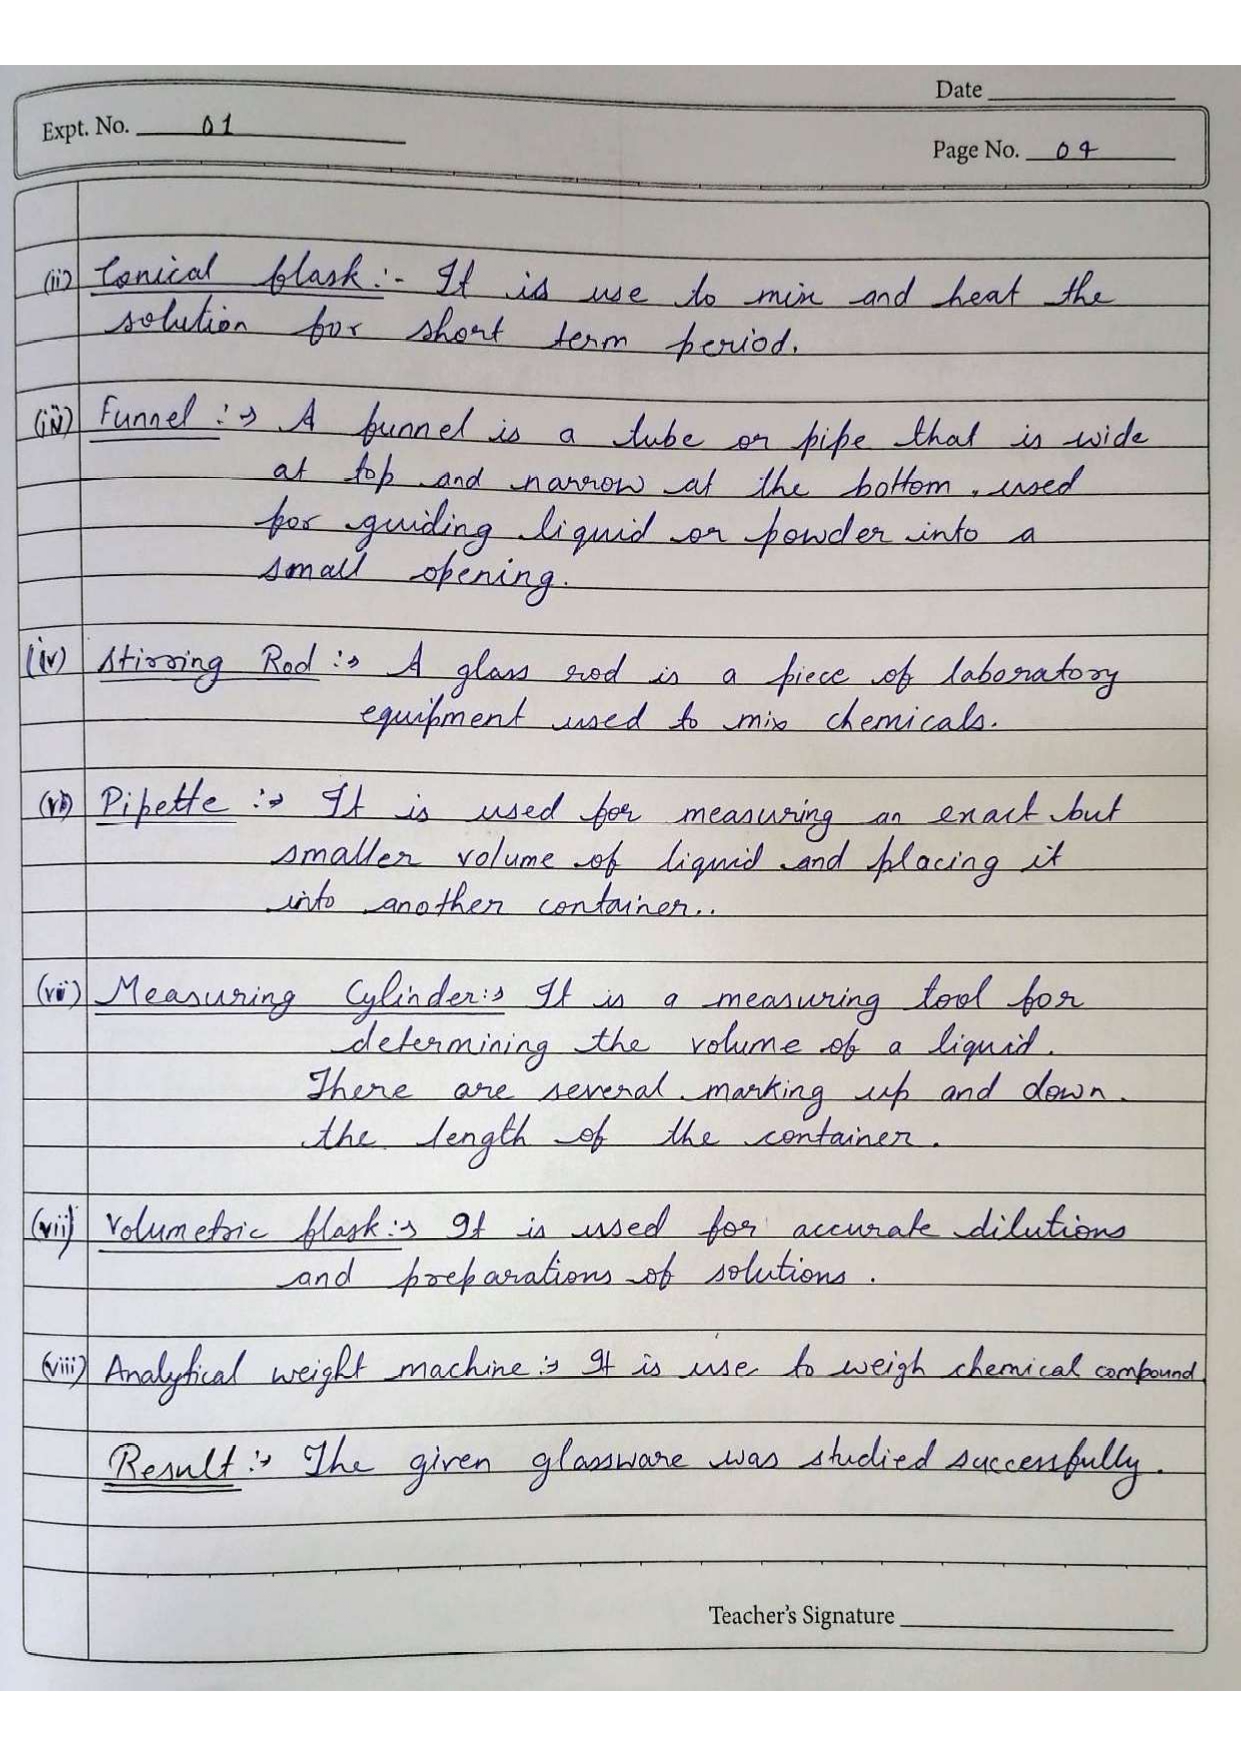 Date
Expt. No. 01
Page No. 04
(ii) Conical flask :- It is use to mix and heat the
solution for short term period.
(iii) Funnel :→ A funnel is a tube or pipe that is wide
at top and narrow at the bottom, used
for guiding liquid or powder into a
small opening.
(iv) Stirring Rod :→ A glass rod is a piece of laboratory
equipment used to mix chemicals.
(v) Pipette :→ It is used for measuring an exact but
smaller volume of liquid and placing it
into another container..
(vi) Measuring Cylinder :→ It is a measuring tool for
determining the volume of a liquid.
There are several marking up and down
the length of the container.
(vii) Volumetric flask :→ It is used for accurate dilutions
and preparations of solutions.
(viii) Analytical weight machine :→ It is use to weigh chemical compound.
Result :→ The given glassware was studied successfully.
Teacher's Signature